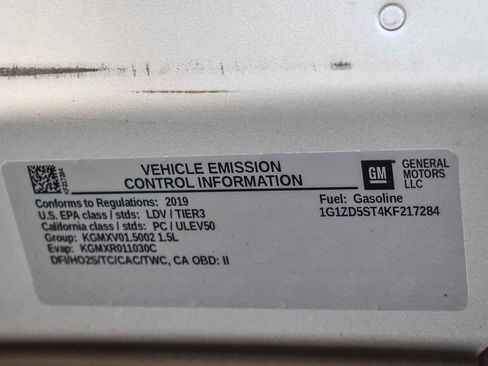 VEHICLE EMISSION
CONTROL INFORMATION
GM
GENERAL
MOTORS
LLC
Conforms to Regulations: 2019
U.S. EPA class / stds: LDV / TIER3
California class / stds: PC / ULEV50
Group: KGMXV01.5002 1.5L
Evap: KGMXR011030C
DFI/HO2S/TC/CAC/TWC, CA OBD: II
Fuel: Gasoline
1G1ZD5ST4KF217284
KF217284